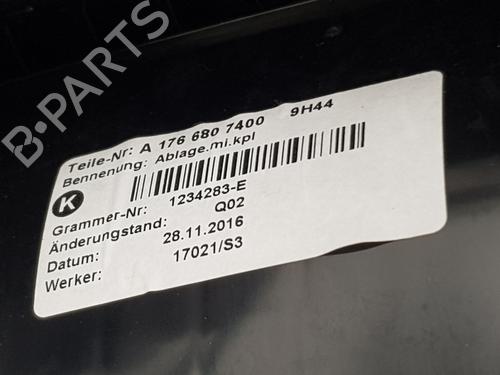 Teile-Nr: A 176 680 7400 9H44
Bennenung: Ablage.mi.kpl
K
Grammer-Nr: 1234283-E
Änderungstand: Q02
Datum: 28.11.2016
Werker: 17021/S3
B-PARTS